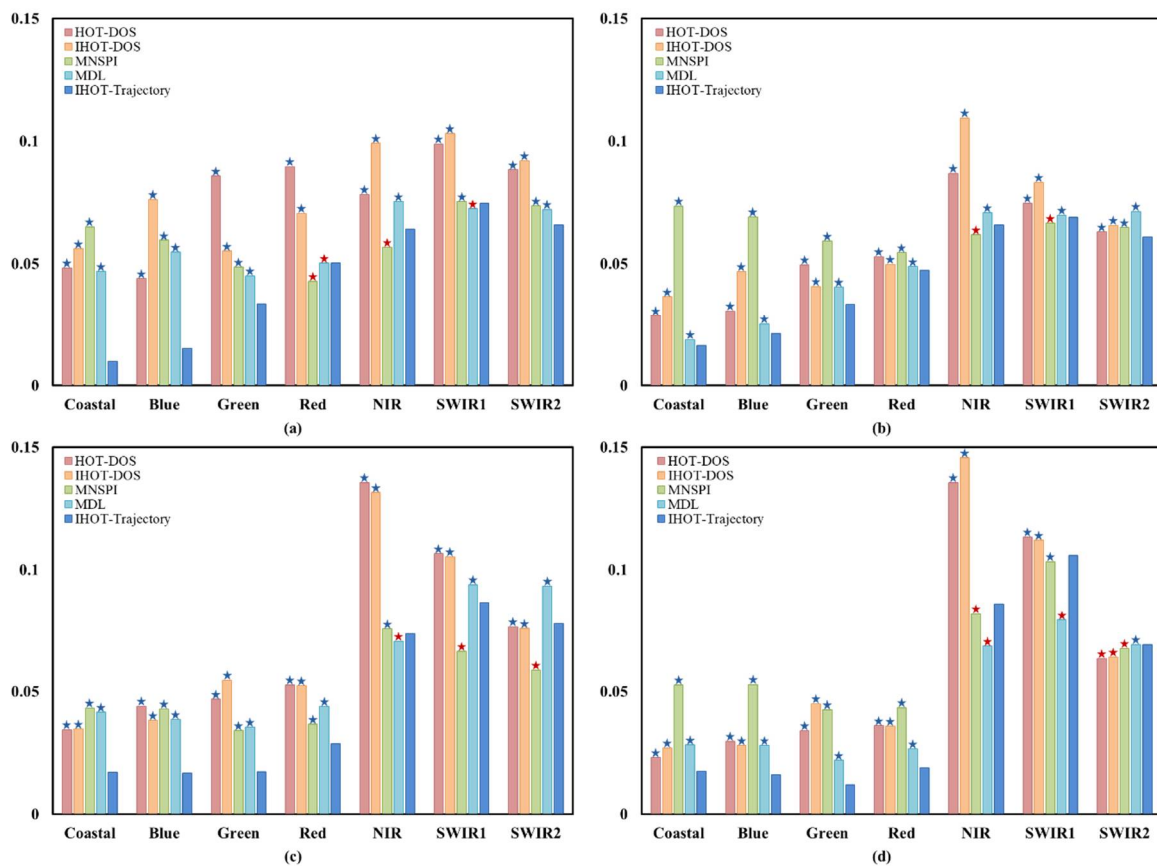 0.15
0.1
0.05
0
HOT-DOS
IHOT-DOS
MNSPI
MDL
IHOT-Trajectory
Coastal Blue Green Red NIR SWIR1 SWIR2
(a)
0.15
0.1
0.05
0
HOT-DOS
IHOT-DOS
MNSPI
MDL
IHOT-Trajectory
Coastal Blue Green Red NIR SWIR1 SWIR2
(b)
0.15
0.1
0.05
0
HOT-DOS
IHOT-DOS
MNSPI
MDL
IHOT-Trajectory
Coastal Blue Green Red NIR SWIR1 SWIR2
(c)
0.15
0.1
0.05
0
HOT-DOS
IHOT-DOS
MNSPI
MDL
IHOT-Trajectory
Coastal Blue Green Red NIR SWIR1 SWIR2
(d)